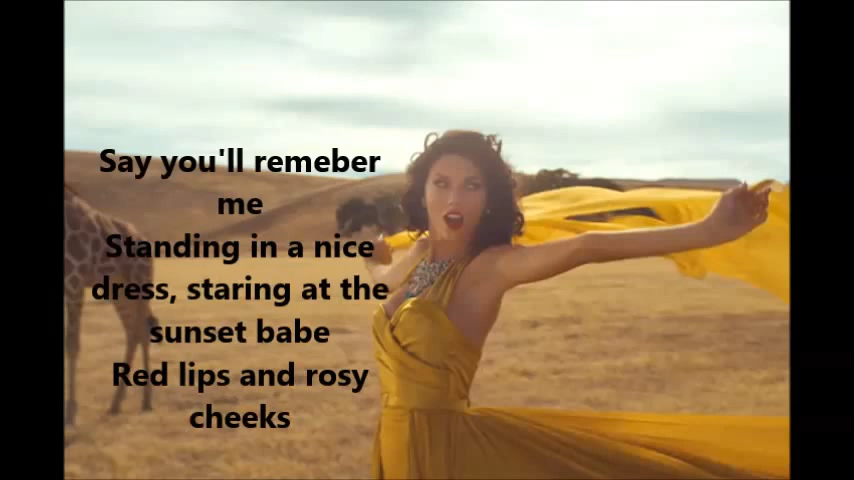 Say you'll remeber
me
Standing in a nice
dress, staring at the
sunset babe
Red lips and rosy
cheeks